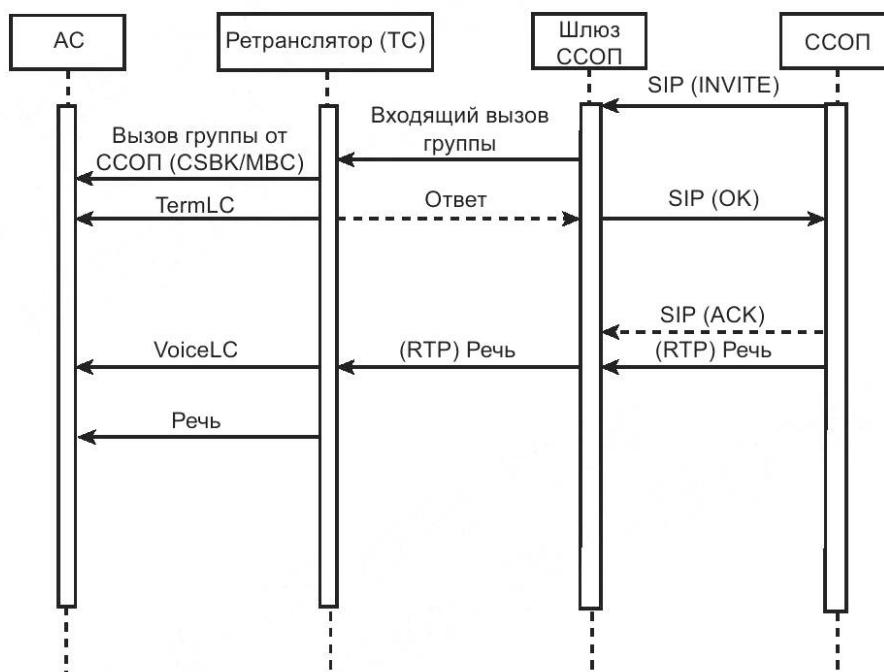 АС
Ретранслятор (ТС)
Шлюз
ССОП
ССОП
SIP (INVITE)
Входящий вызов
группы
Вызов группы от
ССОП (CSBK/MBC)
TermLC
Ответ
SIP (OK)
SIP (ACK)
VoiceLC
(RTP) Речь
(RTP) Речь
Речь